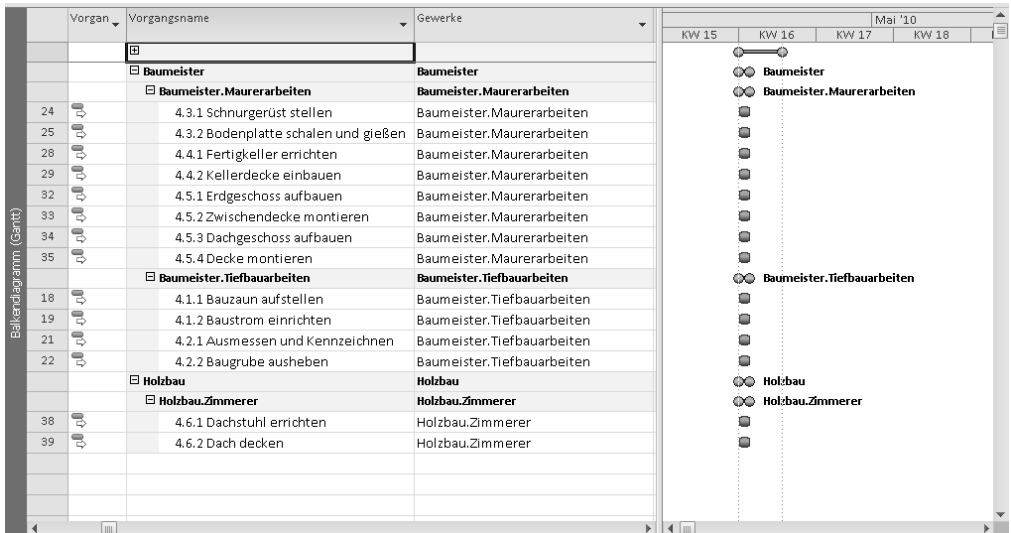 Vorgan Vorgangsname Gewerke Mai '10
KW 15 KW 16 KW 17 KW 18
Baumeister Baumeister Baumeister
Baumeister.Maurerarbeiten Baumeister.Maurerarbeiten Baumeister.Maurerarbeiten
24 4.3.1 Schnurgerüst stellen Baumeister.Maurerarbeiten
25 4.3.2 Bodenplatte schalen und gießen Baumeister.Maurerarbeiten
28 4.4.1 Fertigkeller errichten Baumeister.Maurerarbeiten
29 4.4.2 Kellerdecke einbauen Baumeister.Maurerarbeiten
32 4.5.1 Erdgeschoss aufbauen Baumeister.Maurerarbeiten
33 4.5.2 Zwischendecke montieren Baumeister.Maurerarbeiten
34 4.5.3 Dachgeschoss aufbauen Baumeister.Maurerarbeiten
35 4.5.4 Decke montieren Baumeister.Maurerarbeiten
Baumeister.Tiefbauarbeiten Baumeister.Tiefbauarbeiten Baumeister.Tiefbauarbeiten
18 4.1.1 Bauzaun aufstellen Baumeister.Tiefbauarbeiten
19 4.1.2 Baustrom einrichten Baumeister.Tiefbauarbeiten
21 4.2.1 Ausmessen und Kennzeichnen Baumeister.Tiefbauarbeiten
22 4.2.2 Baugrube ausheben Baumeister.Tiefbauarbeiten
Holzbau Holzbau Holzbau
Holzbau.Zimmerer Holzbau.Zimmerer Holzbau.Zimmerer
38 4.6.1 Dachstuhl errichten Holzbau.Zimmerer
39 4.6.2 Dach decken Holzbau.Zimmerer
Balkendiagramm (Gantt)